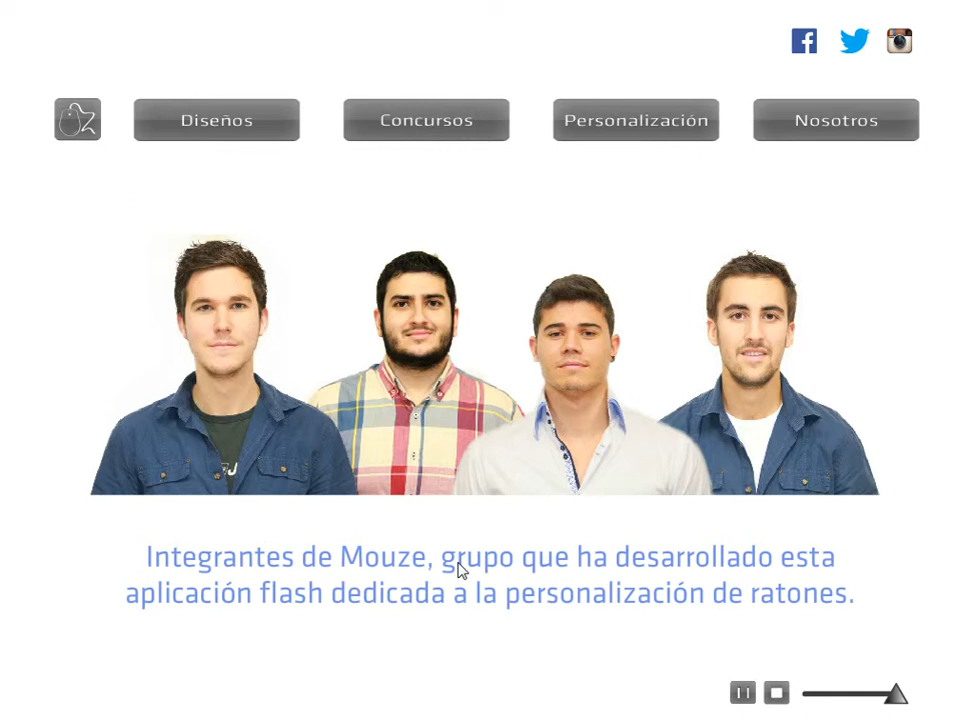 Diseños
Concursos
Personalización
Nosotros
Integrantes de Mouze, grupo que ha desarrollado esta
aplicación flash dedicada a la personalización de ratones.